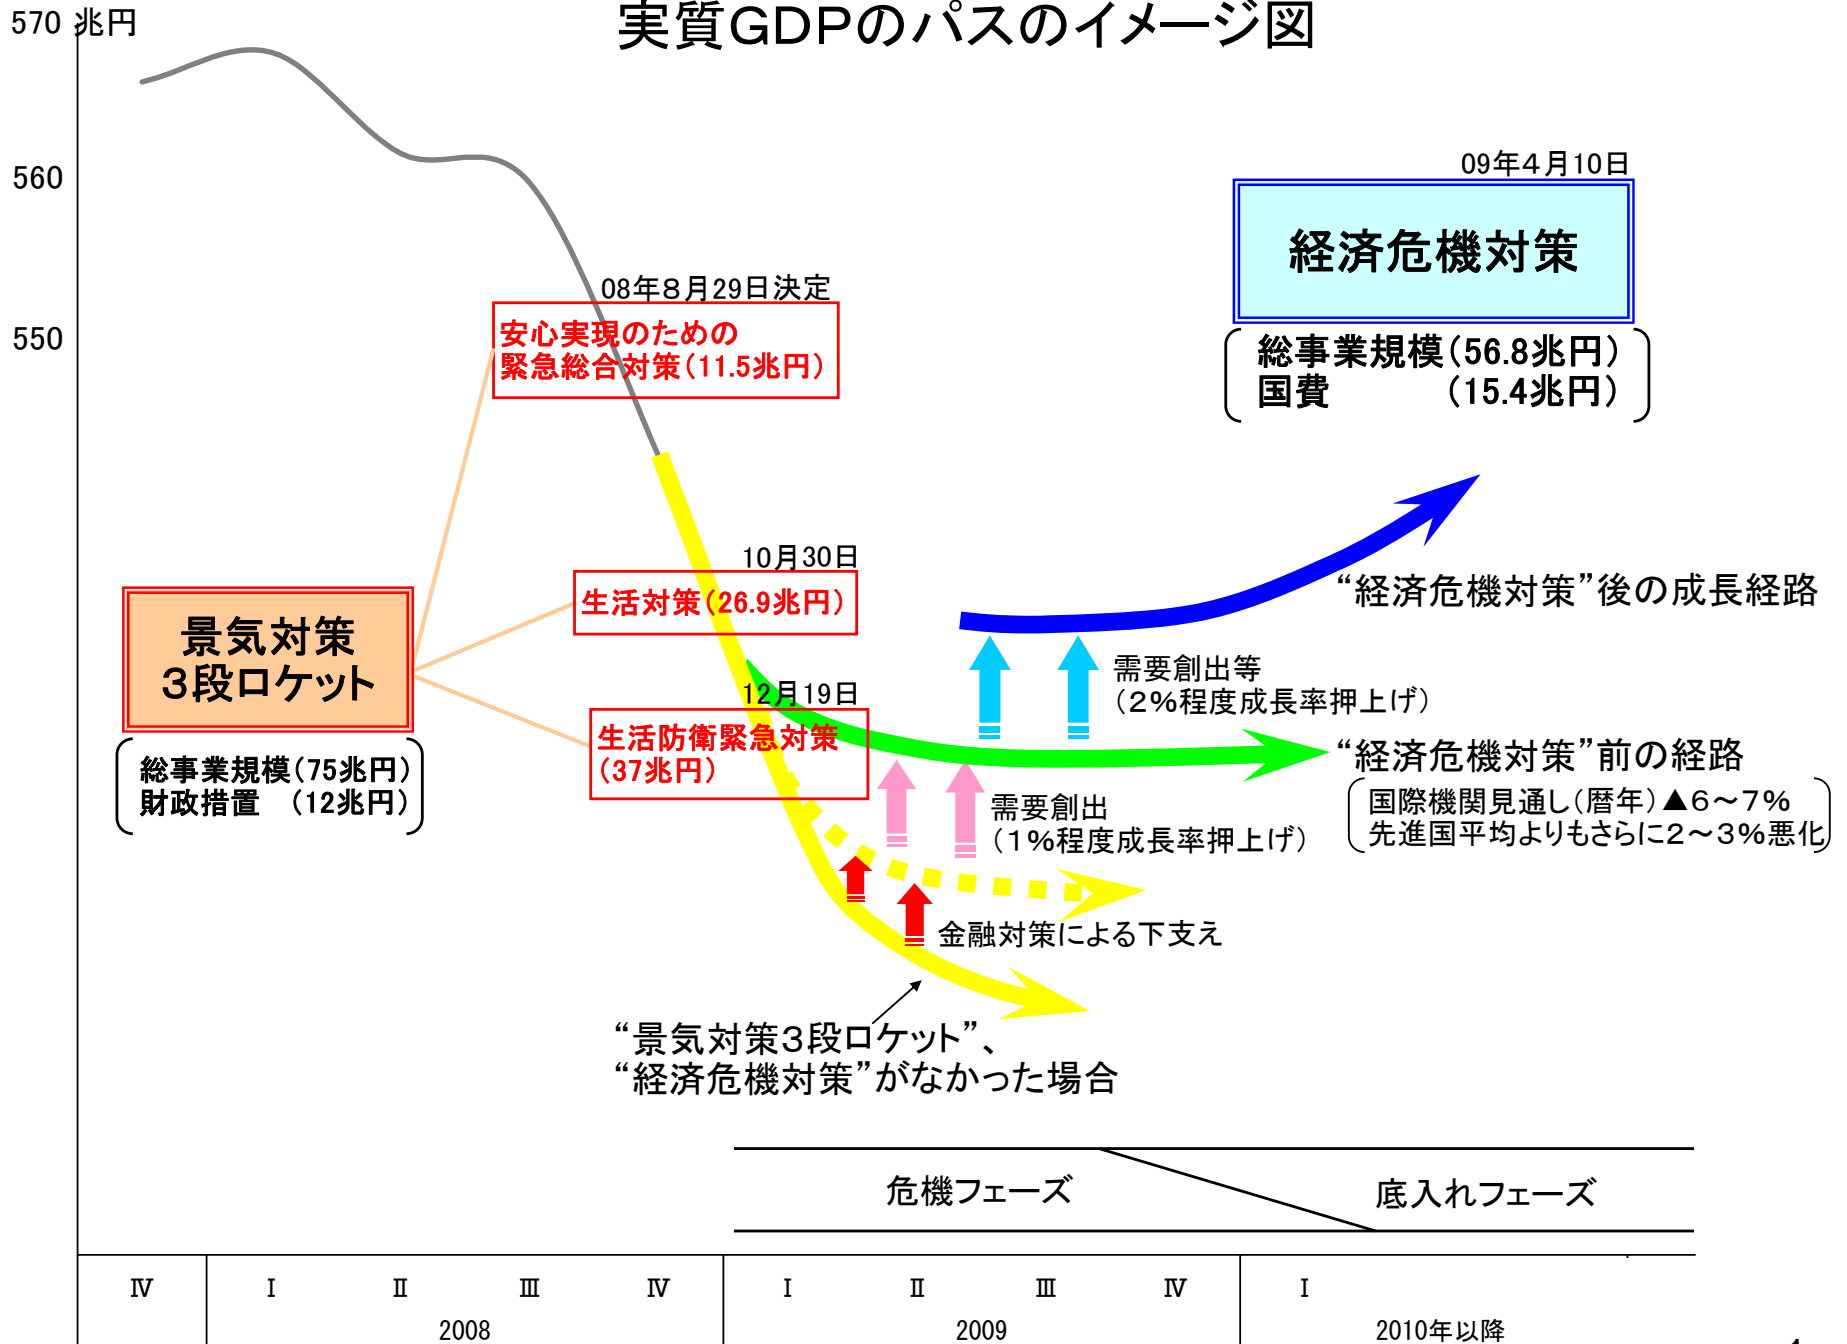 実質GDPのパスのイメージ図
570 兆円
560
550
09年4月10日
経済危機対策
総事業規模(56.8兆円)
国費 (15.4兆円)
08年8月29日決定
安心実現のための
緊急総合対策(11.5兆円)
10月30日
生活対策(26.9兆円)
12月19日
生活防衛緊急対策
(37兆円)
景気対策
3段ロケット
総事業規模(75兆円)
財政措置 (12兆円)
“経済危機対策”後の成長経路
需要創出等
(2%程度成長率押上げ)
“経済危機対策”前の経路
国際機関見通し(暦年)▲6~7%
先進国平均よりもさらに2~3%悪化
需要創出
(1%程度成長率押上げ)
金融対策による下支え
“景気対策3段ロケット”、
“経済危機対策”がなかった場合
危機フェーズ
底入れフェーズ
Ⅳ Ⅰ Ⅱ Ⅲ Ⅳ Ⅰ Ⅱ Ⅲ Ⅳ Ⅰ
2008 2009 2010年以降